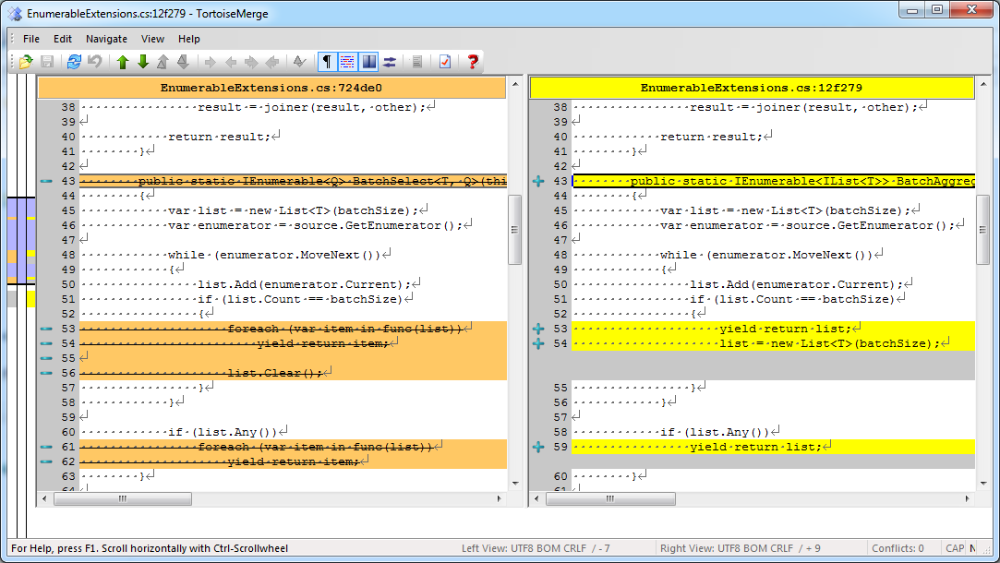 EnumerableExtensions.cs:12f279 - TortoiseMerge
File Edit Navigate View Help
EnumerableExtensions.cs:724de0
38 result = joiner(result, other);
39
40 return result;
41 }
42
43 public static IEnumerable<Q> BatchSelect<T, Q>(thi
44 {
45 var list = new List<T>(batchSize);
46 var enumerator = source.GetEnumerator();
47
48 while (enumerator.MoveNext())
49 {
50 list.Add(enumerator.Current);
51 if (list.Count == batchSize)
52 {
53 foreach (var item in func(list))
54 yield return item;
55
56 list.Clear();
57 }
58 }
59
60 if (list.Any())
61 foreach (var item in func(list))
62 yield return item;
63 }
64
EnumerableExtensions.cs:12f279
38 result = joiner(result, other);
39
40 return result;
41 }
42
43 public static IEnumerable<IList<T>> BatchAggreg
44 {
45 var list = new List<T>(batchSize);
46 var enumerator = source.GetEnumerator();
47
48 while (enumerator.MoveNext())
49 {
50 list.Add(enumerator.Current);
51 if (list.Count == batchSize)
52 {
53 yield return list;
54 list = new List<T>(batchSize);
55 }
56 }
57
58 if (list.Any())
59 yield return list;
60 }
61
For Help, press F1. Scroll horizontally with Ctrl-Scrollwheel
Left View: UTF8 BOM CRLF / - 7
Right View: UTF8 BOM CRLF / + 9
Conflicts: 0
CAP
N